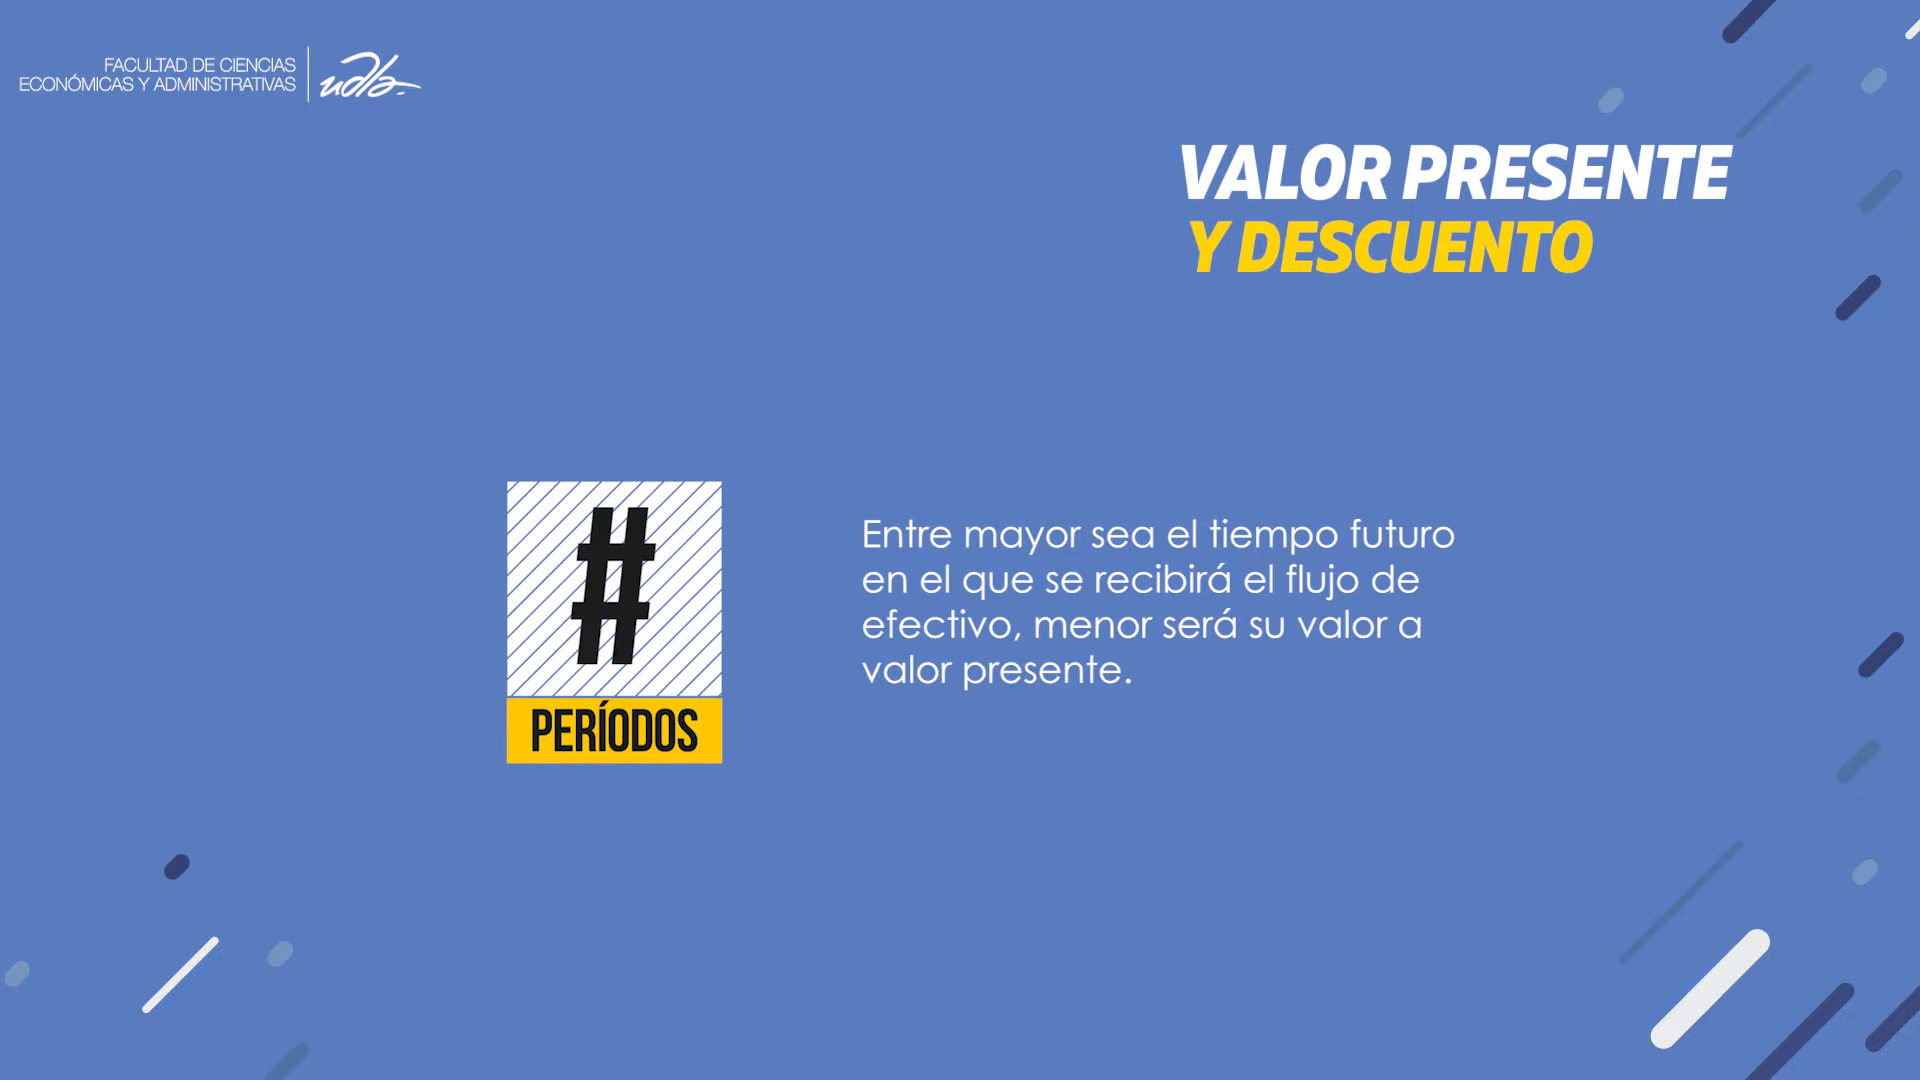 FACULTAD DE CIENCIAS
ECONÓMICAS Y ADMINISTRATIVAS
udla
VALOR PRESENTE
Y DESCUENTO
#
PERÍODOS
Entre mayor sea el tiempo futuro
en el que se recibirá el flujo de
efectivo, menor será su valor a
valor presente.